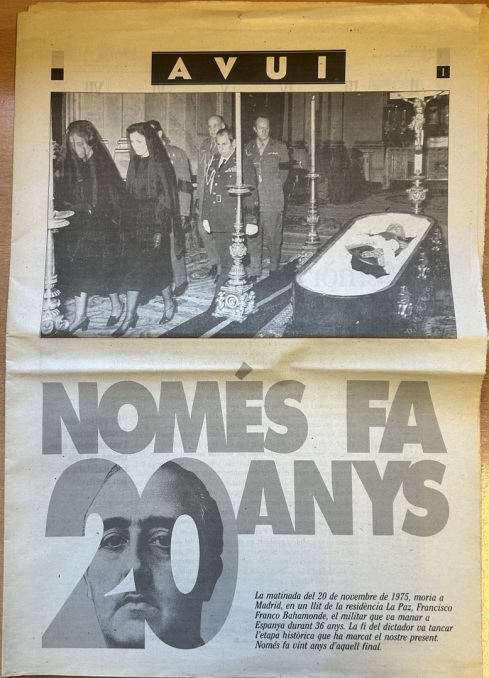 AVUI
I
NOMÉS FA
20 ANYS
La matinada del 20 de novembre de 1975, moria a
Madrid, en un llit de la residència La Paz, Francisco
Franco Bahamonde, el militar que va manar a
Espanya durant 36 anys. La fi del dictador va tancar
l'etapa històrica que ha marcat el nostre present.
Només fa vint anys d'aquell final.